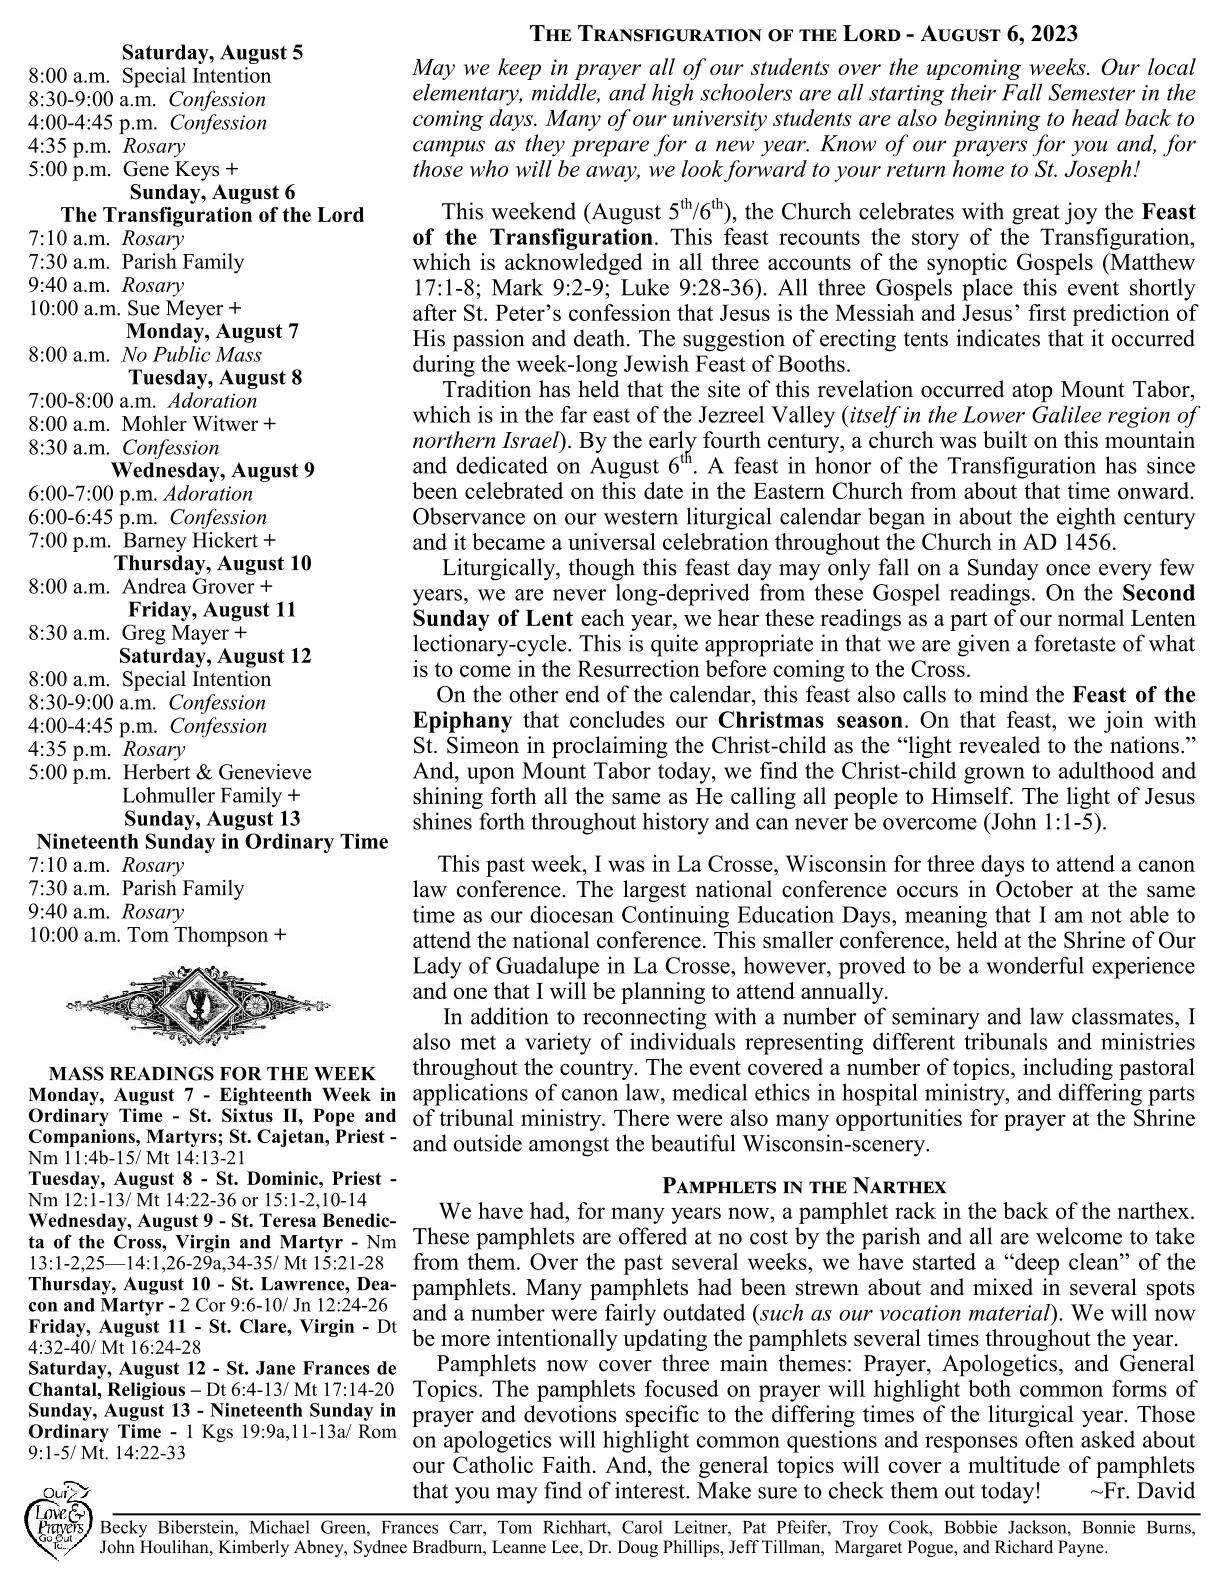 Saturday, August 5
8:00 a.m. Special Intention
8:30-9:00 a.m. Confession
4:00-4:45 p.m. Confession
4:35 p.m. Rosary
5:00 p.m. Gene Keys +
Sunday, August 6
The Transfiguration of the Lord
7:10 a.m. Rosary
7:30 a.m. Parish Family
9:40 a.m. Rosary
10:00 a.m. Sue Meyer +
Monday, August 7
8:00 a.m. No Public Mass
Tuesday, August 8
7:00-8:00 a.m. Adoration
8:00 a.m. Mohler Witwer +
8:30 a.m. Confession
Wednesday, August 9
6:00-7:00 p.m. Adoration
6:00-6:45 p.m. Confession
7:00 p.m. Barney Hickert +
Thursday, August 10
8:00 a.m. Andrea Grover +
Friday, August 11
8:30 a.m. Greg Mayer +
Saturday, August 12
8:00 a.m. Special Intention
8:30-9:00 a.m. Confession
4:00-4:45 p.m. Confession
4:35 p.m. Rosary
5:00 p.m. Herbert & Genevieve
Lohmuller Family +
Sunday, August 13
Nineteenth Sunday in Ordinary Time
7:10 a.m. Rosary
7:30 a.m. Parish Family
9:40 a.m. Rosary
10:00 a.m. Tom Thompson +
MASS READINGS FOR THE WEEK
Monday, August 7 - Eighteenth Week in
Ordinary Time - St. Sixtus II, Pope and
Companions, Martyrs; St. Cajetan, Priest -
Nm 11:4b-15/ Mt 14:13-21
Tuesday, August 8 - St. Dominic, Priest -
Nm 12:1-13/ Mt 14:22-36 or 15:1-2,10-14
Wednesday, August 9 - St. Teresa Benedic-
ta of the Cross, Virgin and Martyr - Nm
13:1-2,25—14:1,26-29a,34-35/ Mt 15:21-28
Thursday, August 10 - St. Lawrence, Dea-
con and Martyr - 2 Cor 9:6-10/ Jn 12:24-26
Friday, August 11 - St. Clare, Virgin - Dt
4:32-40/ Mt 16:24-28
Saturday, August 12 - St. Jane Frances de
Chantal, Religious – Dt 6:4-13/ Mt 17:14-20
Sunday, August 13 - Nineteenth Sunday in
Ordinary Time - 1 Kgs 19:9a,11-13a/ Rom
9:1-5/ Mt. 14:22-33
The Transfiguration of the Lord - August 6, 2023
May we keep in prayer all of our students over the upcoming weeks. Our local
elementary, middle, and high schoolers are all starting their Fall Semester in the
coming days. Many of our university students are also beginning to head back to
campus as they prepare for a new year. Know of our prayers for you and, for
those who will be away, we look forward to your return home to St. Joseph!
This weekend (August 5th/6th), the Church celebrates with great joy the Feast
of the Transfiguration. This feast recounts the story of the Transfiguration,
which is acknowledged in all three accounts of the synoptic Gospels (Matthew
17:1-8; Mark 9:2-9; Luke 9:28-36). All three Gospels place this event shortly
after St. Peter's confession that Jesus is the Messiah and Jesus' first prediction of
His passion and death. The suggestion of erecting tents indicates that it occurred
during the week-long Jewish Feast of Booths.
Tradition has held that the site of this revelation occurred atop Mount Tabor,
which is in the far east of the Jezreel Valley (itself in the Lower Galilee region of
northern Israel). By the early fourth century, a church was built on this mountain
and dedicated on August 6th. A feast in honor of the Transfiguration has since
been celebrated on this date in the Eastern Church from about that time onward.
Observance on our western liturgical calendar began in about the eighth century
and it became a universal celebration throughout the Church in AD 1456.
Liturgically, though this feast day may only fall on a Sunday once every few
years, we are never long-deprived from these Gospel readings. On the Second
Sunday of Lent each year, we hear these readings as a part of our normal Lenten
lectionary-cycle. This is quite appropriate in that we are given a foretaste of what
is to come in the Resurrection before coming to the Cross.
On the other end of the calendar, this feast also calls to mind the Feast of the
Epiphany that concludes our Christmas season. On that feast, we join with
St. Simeon in proclaiming the Christ-child as the “light revealed to the nations.”
And, upon Mount Tabor today, we find the Christ-child grown to adulthood and
shining forth all the same as He calling all people to Himself. The light of Jesus
shines forth throughout history and can never be overcome (John 1:1-5).
This past week, I was in La Crosse, Wisconsin for three days to attend a canon
law conference. The largest national conference occurs in October at the same
time as our diocesan Continuing Education Days, meaning that I am not able to
attend the national conference. This smaller conference, held at the Shrine of Our
Lady of Guadalupe in La Crosse, however, proved to be a wonderful experience
and one that I will be planning to attend annually.
In addition to reconnecting with a number of seminary and law classmates, I
also met a variety of individuals representing different tribunals and ministries
throughout the country. The event covered a number of topics, including pastoral
applications of canon law, medical ethics in hospital ministry, and differing parts
of tribunal ministry. There were also many opportunities for prayer at the Shrine
and outside amongst the beautiful Wisconsin-scenery.
Pamphlets in the Narthex
We have had, for many years now, a pamphlet rack in the back of the narthex.
These pamphlets are offered at no cost by the parish and all are welcome to take
from them. Over the past several weeks, we have started a “deep clean” of the
pamphlets. Many pamphlets had been strewn about and mixed in several spots
and a number were fairly outdated (such as our vocation material). We will now
be more intentionally updating the pamphlets several times throughout the year.
Pamphlets now cover three main themes: Prayer, Apologetics, and General
Topics. The pamphlets focused on prayer will highlight both common forms of
prayer and devotions specific to the differing times of the liturgical year. Those
on apologetics will highlight common questions and responses often asked about
our Catholic Faith. And, the general topics will cover a multitude of pamphlets
that you may find of interest. Make sure to check them out today! ~Fr. David
Our
Love &
Prayers
Go Out
To...
Becky Biberstein, Michael Green, Frances Carr, Tom Richhart, Carol Leitner, Pat Pfeifer, Troy Cook, Bobbie Jackson, Bonnie Burns,
John Houlihan, Kimberly Abney, Sydnee Bradburn, Leanne Lee, Dr. Doug Phillips, Jeff Tillman, Margaret Pogue, and Richard Payne.